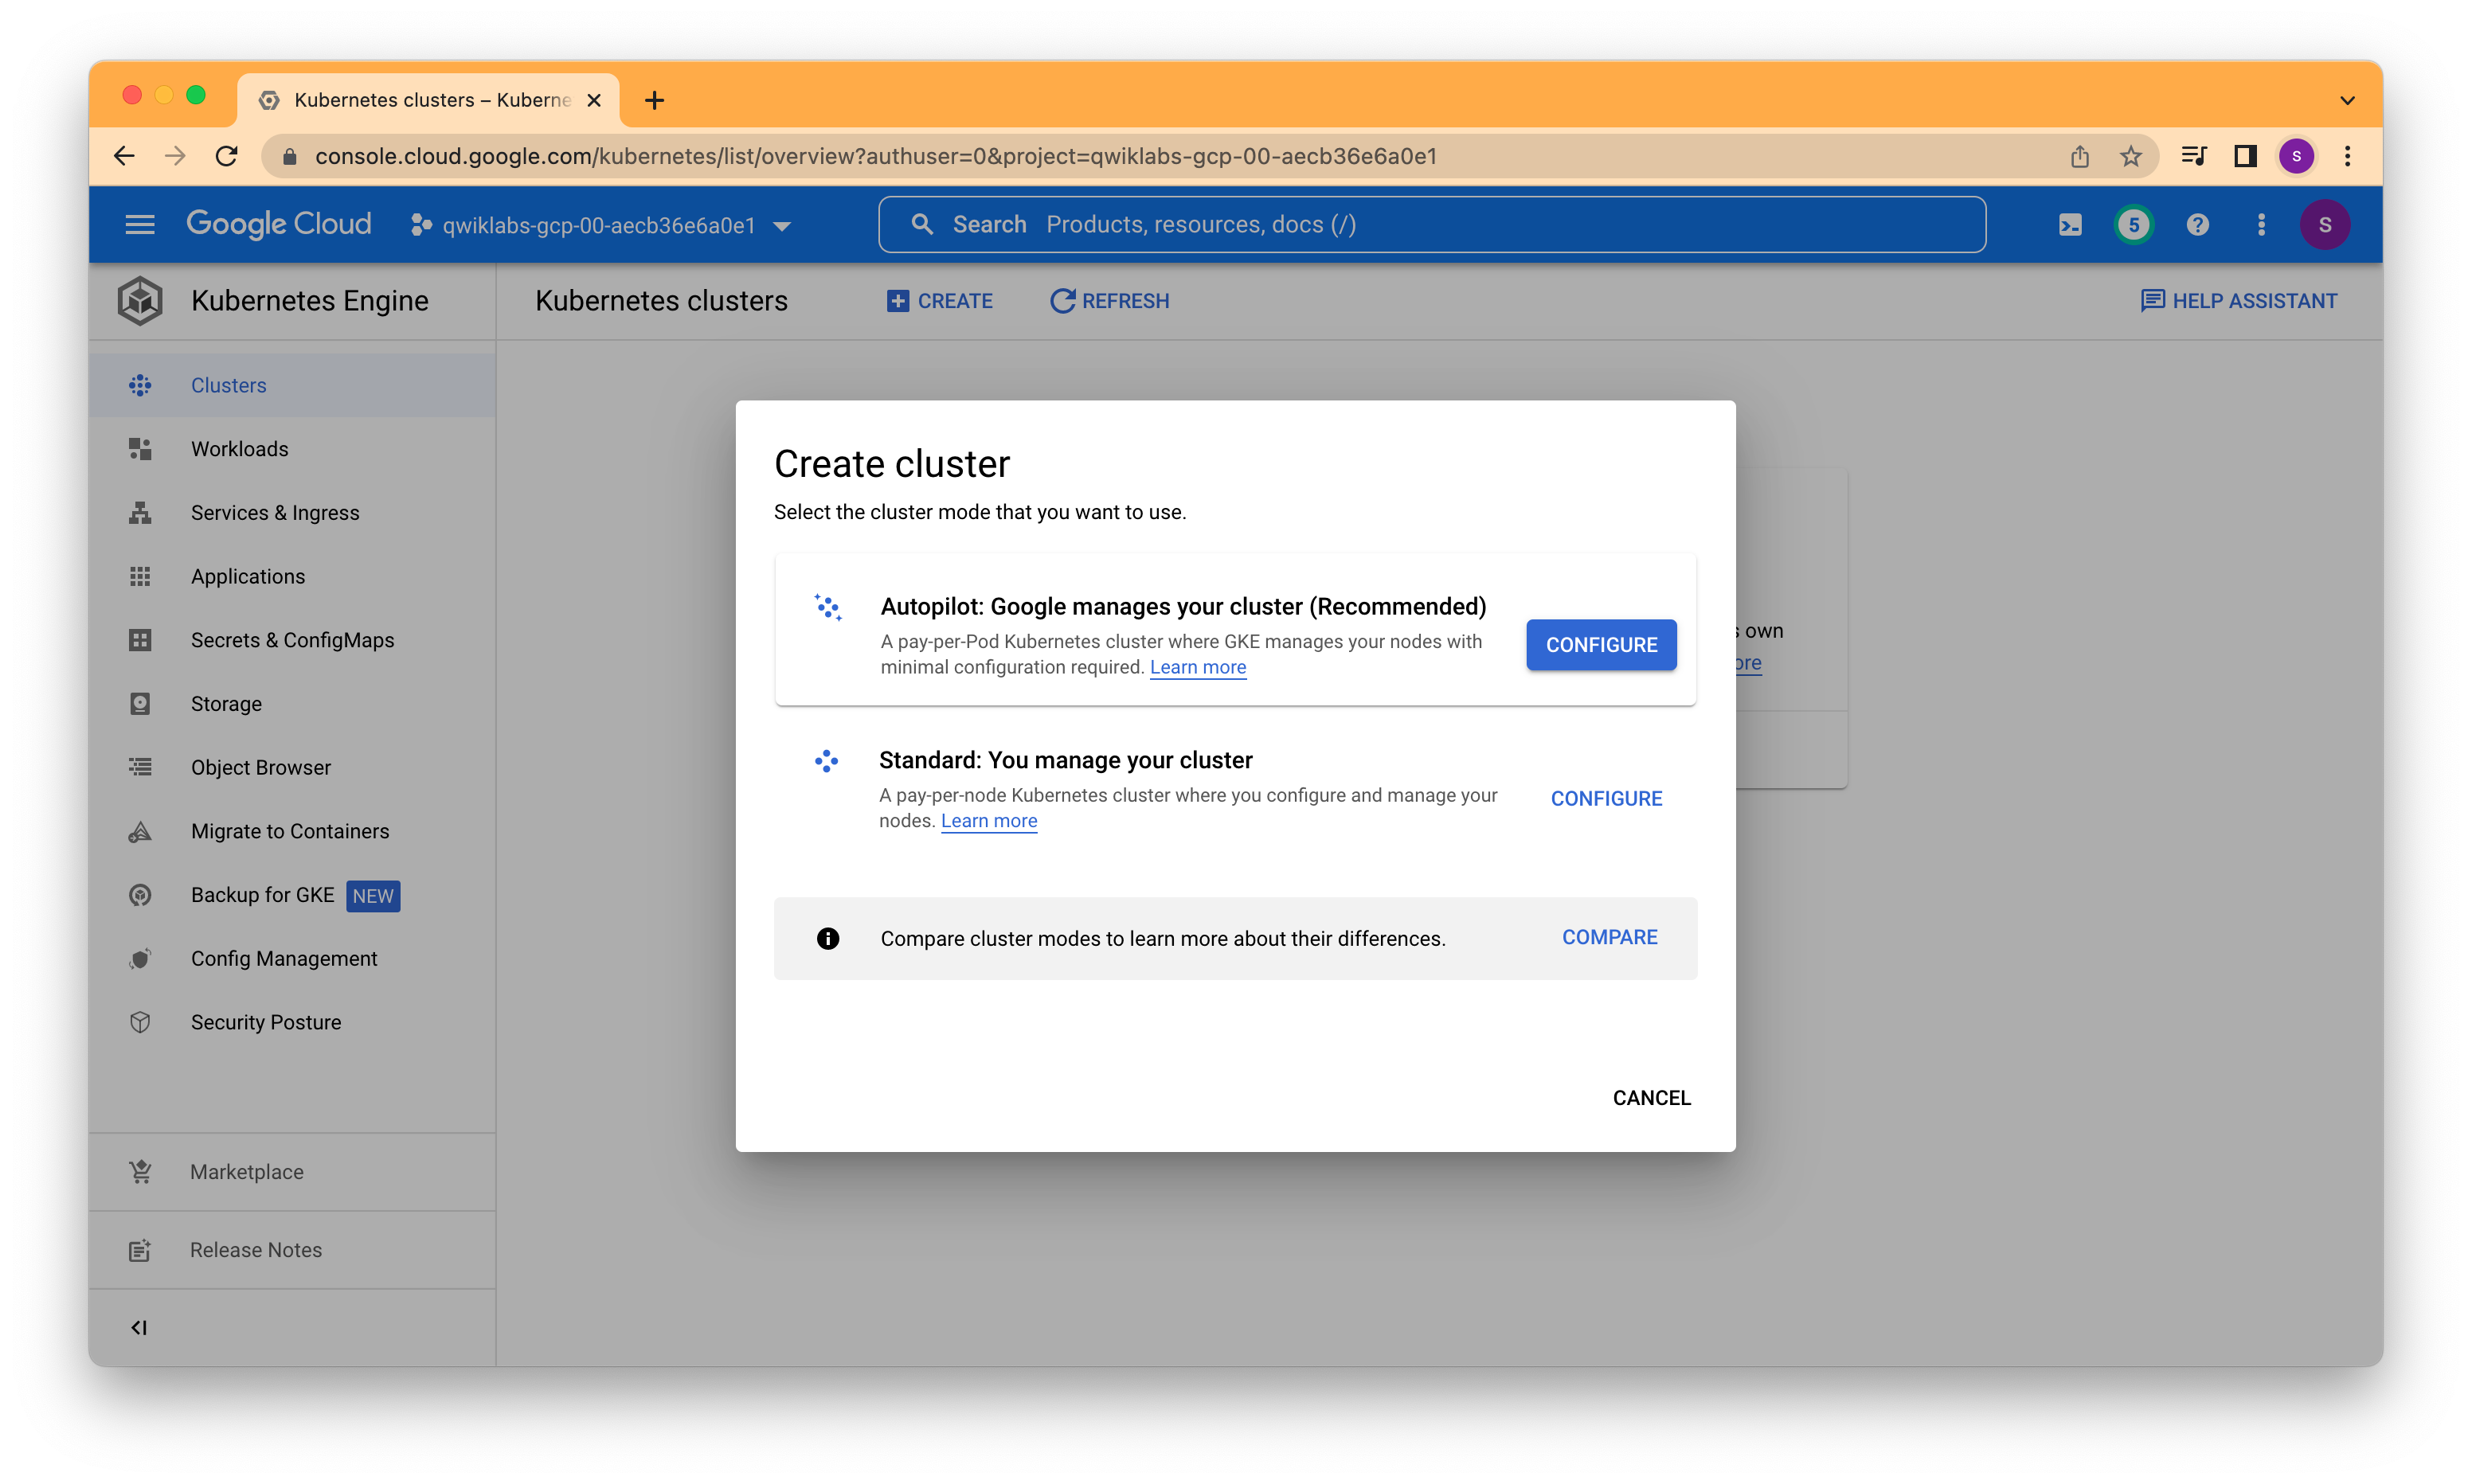 Kubernetes clusters – Kuberne
console.cloud.google.com/kubernetes/list/overview?authuser=0&project=qwiklabs-gcp-00-aecb36e6a0e1
S
Google Cloud
qwiklabs-gcp-00-aecb36e6a0e1
Search Products, resources, docs (/)
5
S
Kubernetes Engine
Kubernetes clusters
CREATE
REFRESH
HELP ASSISTANT
Clusters
Workloads
Services & Ingress
Applications
Secrets & ConfigMaps
Storage
Object Browser
Migrate to Containers
Backup for GKE NEW
Config Management
Security Posture
Marketplace
Release Notes
Create cluster
Select the cluster mode that you want to use.
Autopilot: Google manages your cluster (Recommended)
A pay-per-Pod Kubernetes cluster where GKE manages your nodes with
minimal configuration required. Learn more
CONFIGURE
Standard: You manage your cluster
A pay-per-node Kubernetes cluster where you configure and manage your
nodes. Learn more
CONFIGURE
Compare cluster modes to learn more about their differences.
COMPARE
CANCEL
s own
ore